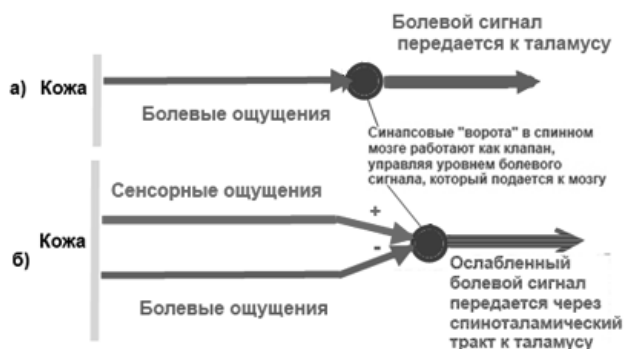 Болевой сигнал
передается к таламусу
а) Кожа
Болевые ощущения
Синапсовые "ворота" в спинном
мозге работают как клапан,
управляя уровнем болевого
сигнала, который подается к мозгу
Сенсорные ощущения
+
Кожа
-
б)
Болевые ощущения
Ослабленный
болевой сигнал
передается через
спиноталамический
тракт к таламусу